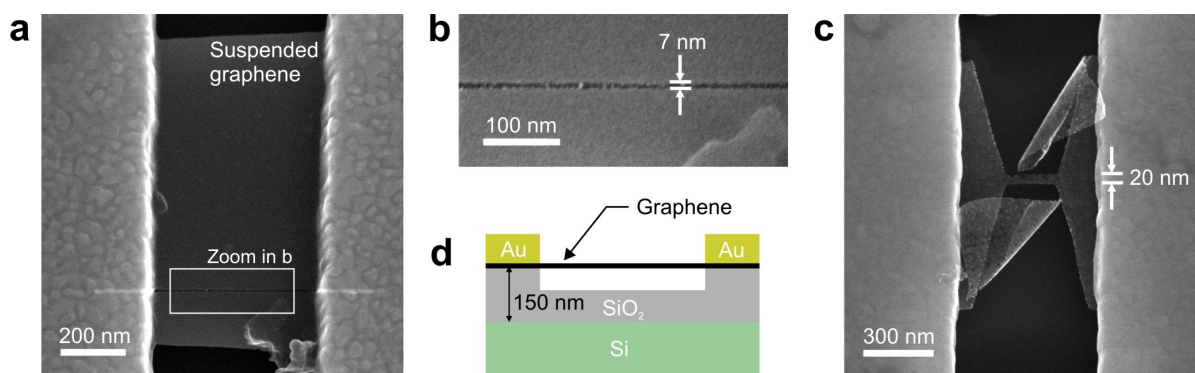 a
Suspended
graphene
Zoom in b
200 nm
b
7 nm
100 nm
c
20 nm
300 nm
d
Graphene
Au
Au
150 nm
SiO₂
Si